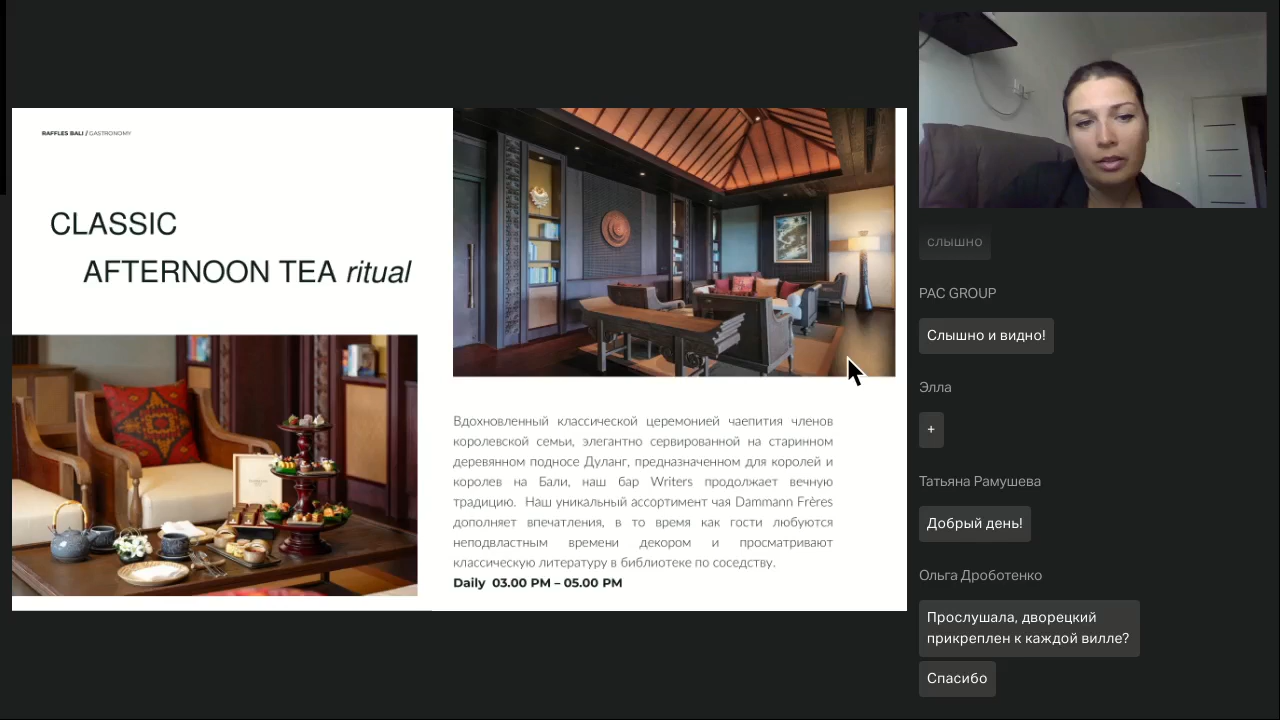 RAFFLES BALI / GASTRONOMY
CLASSIC
AFTERNOON TEA ritual
Вдохновленный классической церемонией чаепития членов
королевской семьи, элегантно сервированной на старинном
деревянном подносе Дуланг, предназначенном для королей и
королев на Бали, наш бар Writers продолжает вечную
традицию. Наш уникальный ассортимент чая Dammann Frères
дополняет впечатления, в то время как гости любуются
неподвластным времени декором и просматривают
классическую литературу в библиотеке по соседству.
Daily 03.00 PM – 05.00 PM
слышно
PAC GROUP
Слышно и видно!
Элла
+
Татьяна Рамушева
Добрый день!
Ольга Дроботенко
Прослушала, дворецкий
прикреплен к каждой вилле?
Спасибо